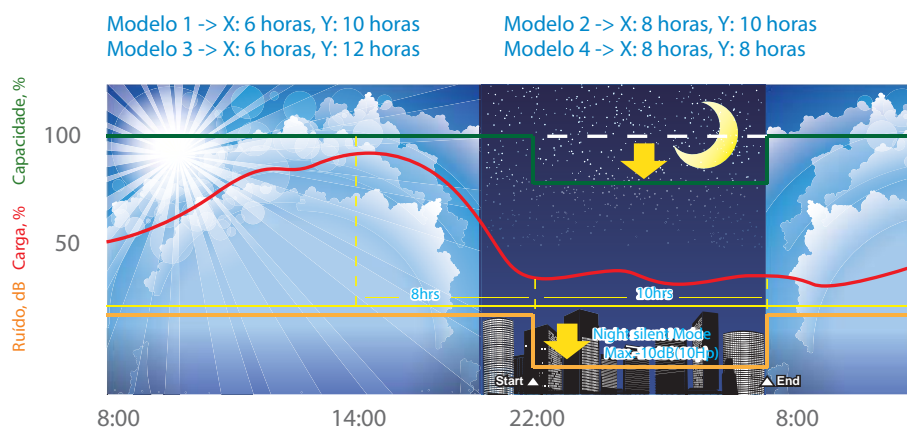 Modelo 1 -> X: 6 horas, Y: 10 horas
Modelo 2 -> X: 8 horas, Y: 10 horas
Modelo 3 -> X: 6 horas, Y: 12 horas
Modelo 4 -> X: 8 horas, Y: 8 horas
Capacidade, %
Carga, %
Ruído, dB
100
50
8hrs
10hrs
Night silent Mode
Max.-10dB(10Hp)
Start
End
8:00
14:00
22:00
8:00